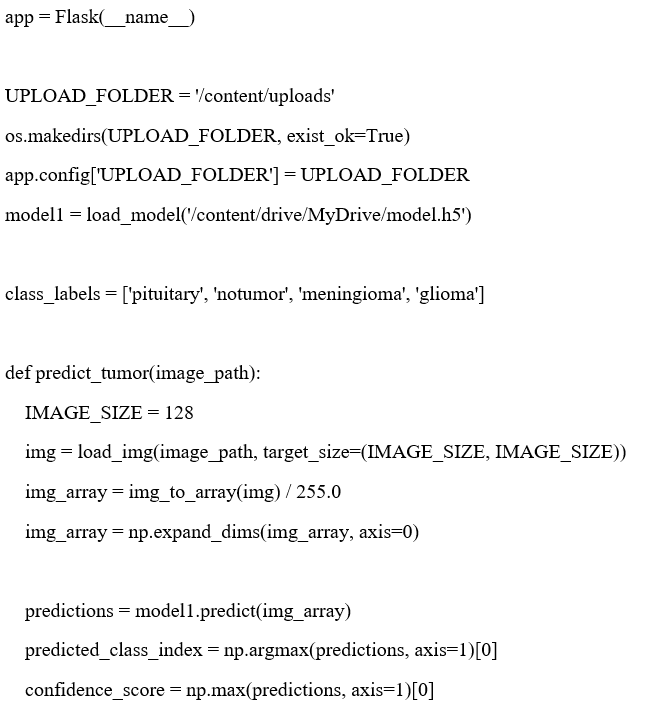 app = Flask(__name__)
UPLOAD_FOLDER = '/content/uploads'
os.makedirs(UPLOAD_FOLDER, exist_ok=True)
app.config['UPLOAD_FOLDER'] = UPLOAD_FOLDER
model1 = load_model('/content/drive/MyDrive/model.h5')
class_labels = ['pituitary', 'notumor', 'meningioma', 'glioma']
def predict_tumor(image_path):
    IMAGE_SIZE = 128
    img = load_img(image_path, target_size=(IMAGE_SIZE, IMAGE_SIZE))
    img_array = img_to_array(img) / 255.0
    img_array = np.expand_dims(img_array, axis=0)
    predictions = model1.predict(img_array)
    predicted_class_index = np.argmax(predictions, axis=1)[0]
    confidence_score = np.max(predictions, axis=1)[0]